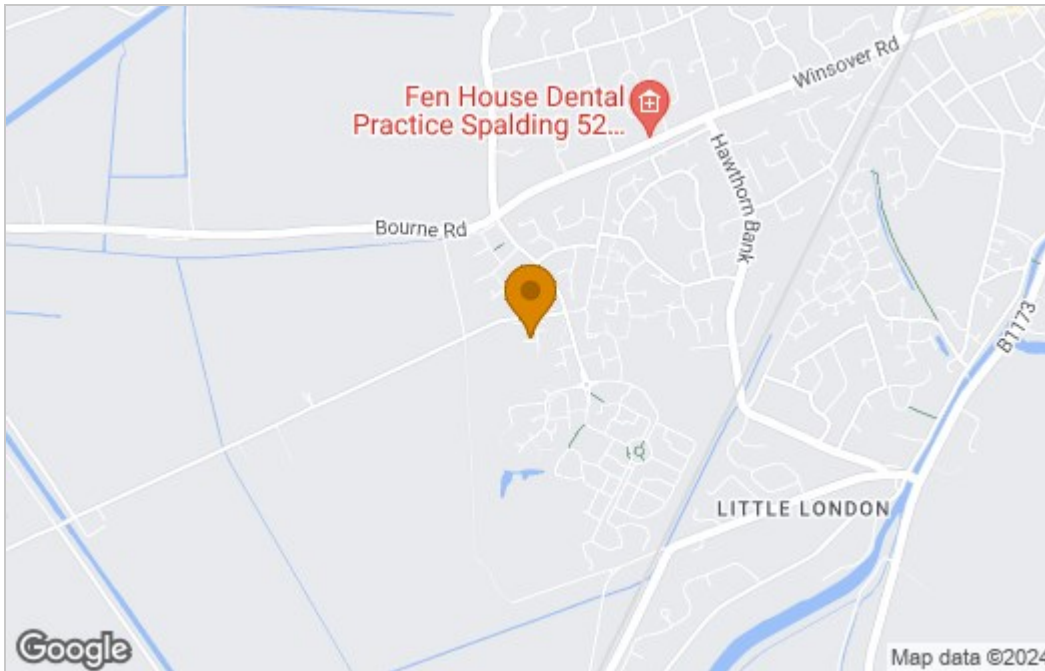 Winsover Rd
Fen House Dental
Practice Spalding 52...
Hawthorn Bank
Bourne Rd
B1173
LITTLE LONDON
Google
Map data ©2024